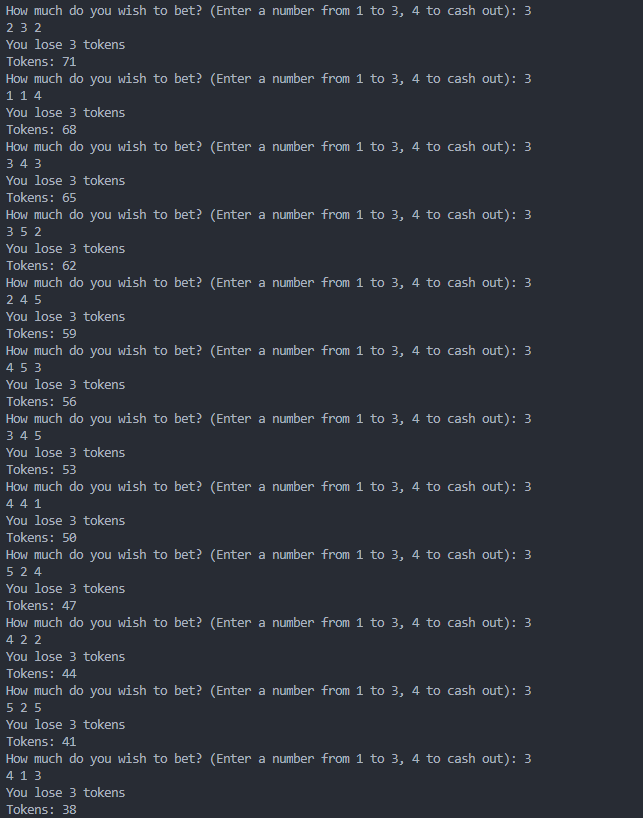 How much do you wish to bet? (Enter a number from 1 to 3, 4 to cash out): 3
2 3 2
You lose 3 tokens
Tokens: 71
How much do you wish to bet? (Enter a number from 1 to 3, 4 to cash out): 3
1 1 4
You lose 3 tokens
Tokens: 68
How much do you wish to bet? (Enter a number from 1 to 3, 4 to cash out): 3
3 4 3
You lose 3 tokens
Tokens: 65
How much do you wish to bet? (Enter a number from 1 to 3, 4 to cash out): 3
3 5 2
You lose 3 tokens
Tokens: 62
How much do you wish to bet? (Enter a number from 1 to 3, 4 to cash out): 3
2 4 5
You lose 3 tokens
Tokens: 59
How much do you wish to bet? (Enter a number from 1 to 3, 4 to cash out): 3
4 5 3
You lose 3 tokens
Tokens: 56
How much do you wish to bet? (Enter a number from 1 to 3, 4 to cash out): 3
3 4 5
You lose 3 tokens
Tokens: 53
How much do you wish to bet? (Enter a number from 1 to 3, 4 to cash out): 3
4 4 1
You lose 3 tokens
Tokens: 50
How much do you wish to bet? (Enter a number from 1 to 3, 4 to cash out): 3
5 2 4
You lose 3 tokens
Tokens: 47
How much do you wish to bet? (Enter a number from 1 to 3, 4 to cash out): 3
4 2 2
You lose 3 tokens
Tokens: 44
How much do you wish to bet? (Enter a number from 1 to 3, 4 to cash out): 3
5 2 5
You lose 3 tokens
Tokens: 41
How much do you wish to bet? (Enter a number from 1 to 3, 4 to cash out): 3
4 1 3
You lose 3 tokens
Tokens: 38